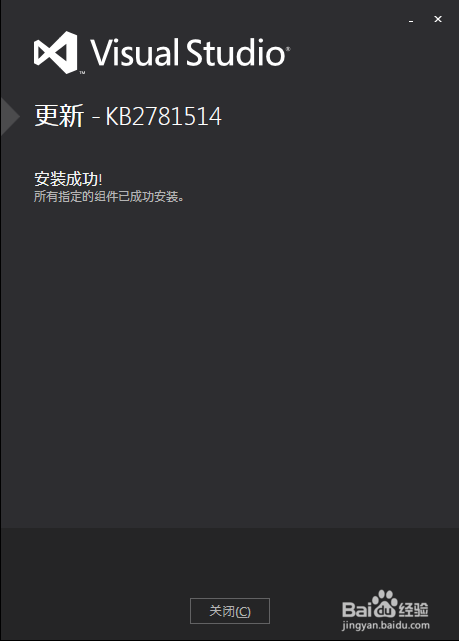 Visual Studio®
™
更新 - KB2781514
安装成功!
所有指定的组件已成功安装。
关闭(C)
Baidu 经验
jingyan.baidu.com